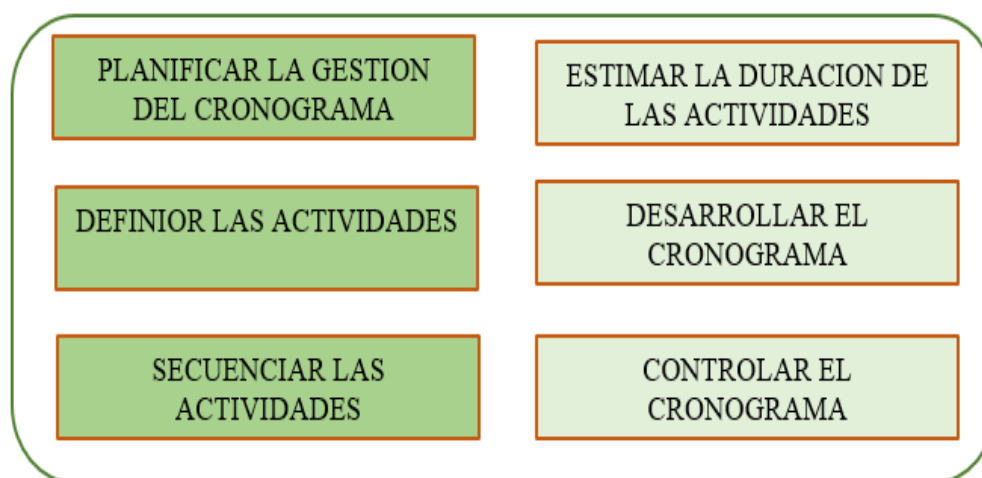 PLANIFICAR LA GESTION
DEL CRONOGRAMA
DEFINIOR LAS ACTIVIDADES
SECUENCIAR LAS
ACTIVIDADES
ESTIMAR LA DURACION DE
LAS ACTIVIDADES
DESARROLLAR EL
CRONOGRAMA
CONTROLAR EL
CRONOGRAMA